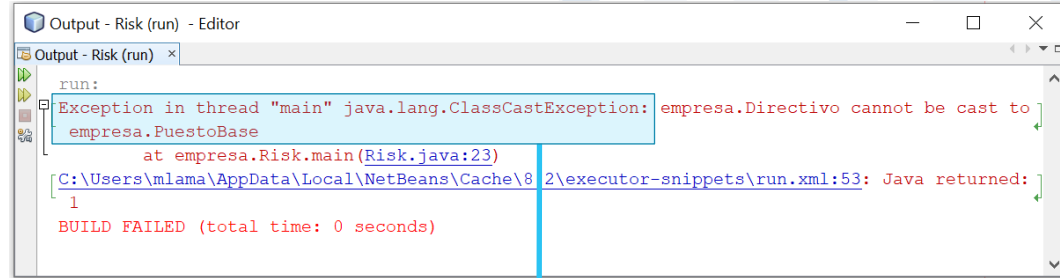 Output - Risk (run)  - Editor
Output - Risk (run) ×
run:
Exception in thread "main" java.lang.ClassCastException: empresa.Directivo cannot be cast to
empresa.PuestoBase
at empresa.Risk.main(Risk.java:23)
C:\Users\mlama\AppData\Local\NetBeans\Cache\8 2\executor-snippets\run.xml:53: Java returned:
1
BUILD FAILED (total time: 0 seconds)